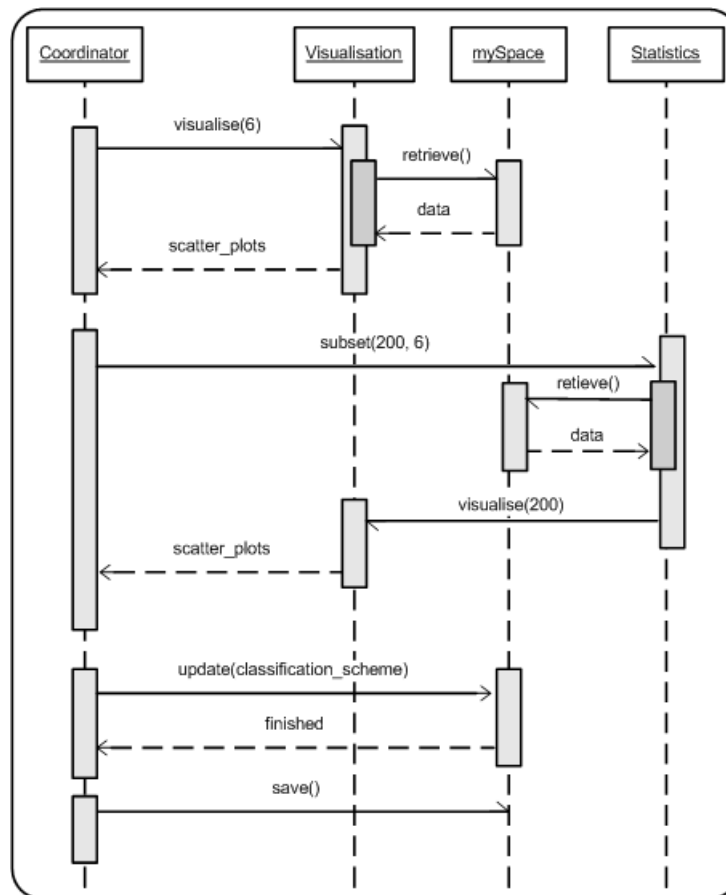 Coordinator
Visualisation
mySpace
Statistics
visualise(6)
retrieve()
data
scatter_plots
subset(200, 6)
retieve()
data
visualise(200)
scatter_plots
update(classification_scheme)
finished
save()